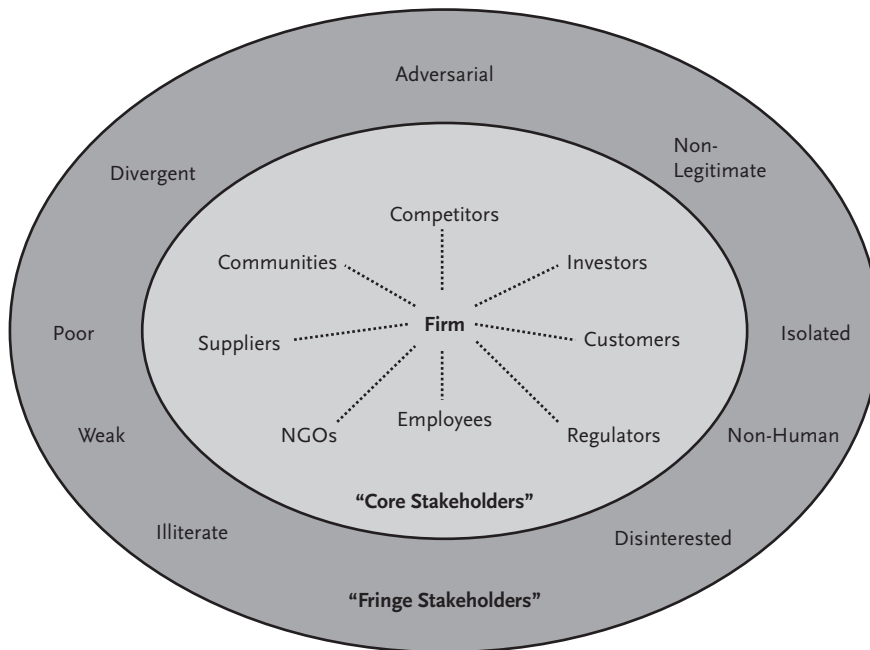 Adversarial
Non-
Legitimate
Divergent
Competitors
Communities
Investors
Firm
Poor
Suppliers
Customers
Isolated
Weak
NGOs
Employees
Regulators
Non-Human
“Core Stakeholders”
Illiterate
Disinterested
“Fringe Stakeholders”